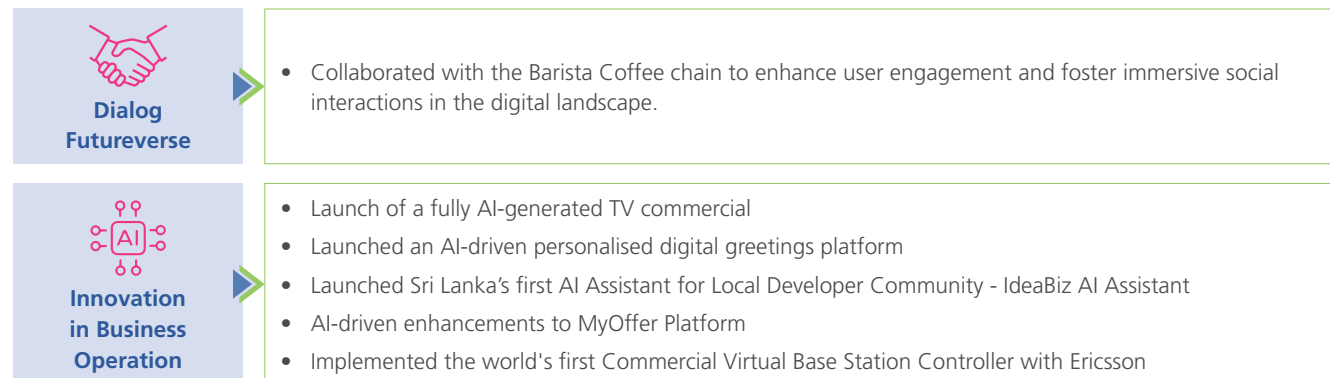 Dialog
Futureverse
• Collaborated with the Barista Coffee chain to enhance user engagement and foster immersive social
interactions in the digital landscape.
AI
Innovation
in Business
Operation
• Launch of a fully AI-generated TV commercial
• Launched an AI-driven personalised digital greetings platform
• Launched Sri Lanka’s first AI Assistant for Local Developer Community - IdeaBiz AI Assistant
• AI-driven enhancements to MyOffer Platform
• Implemented the world's first Commercial Virtual Base Station Controller with Ericsson